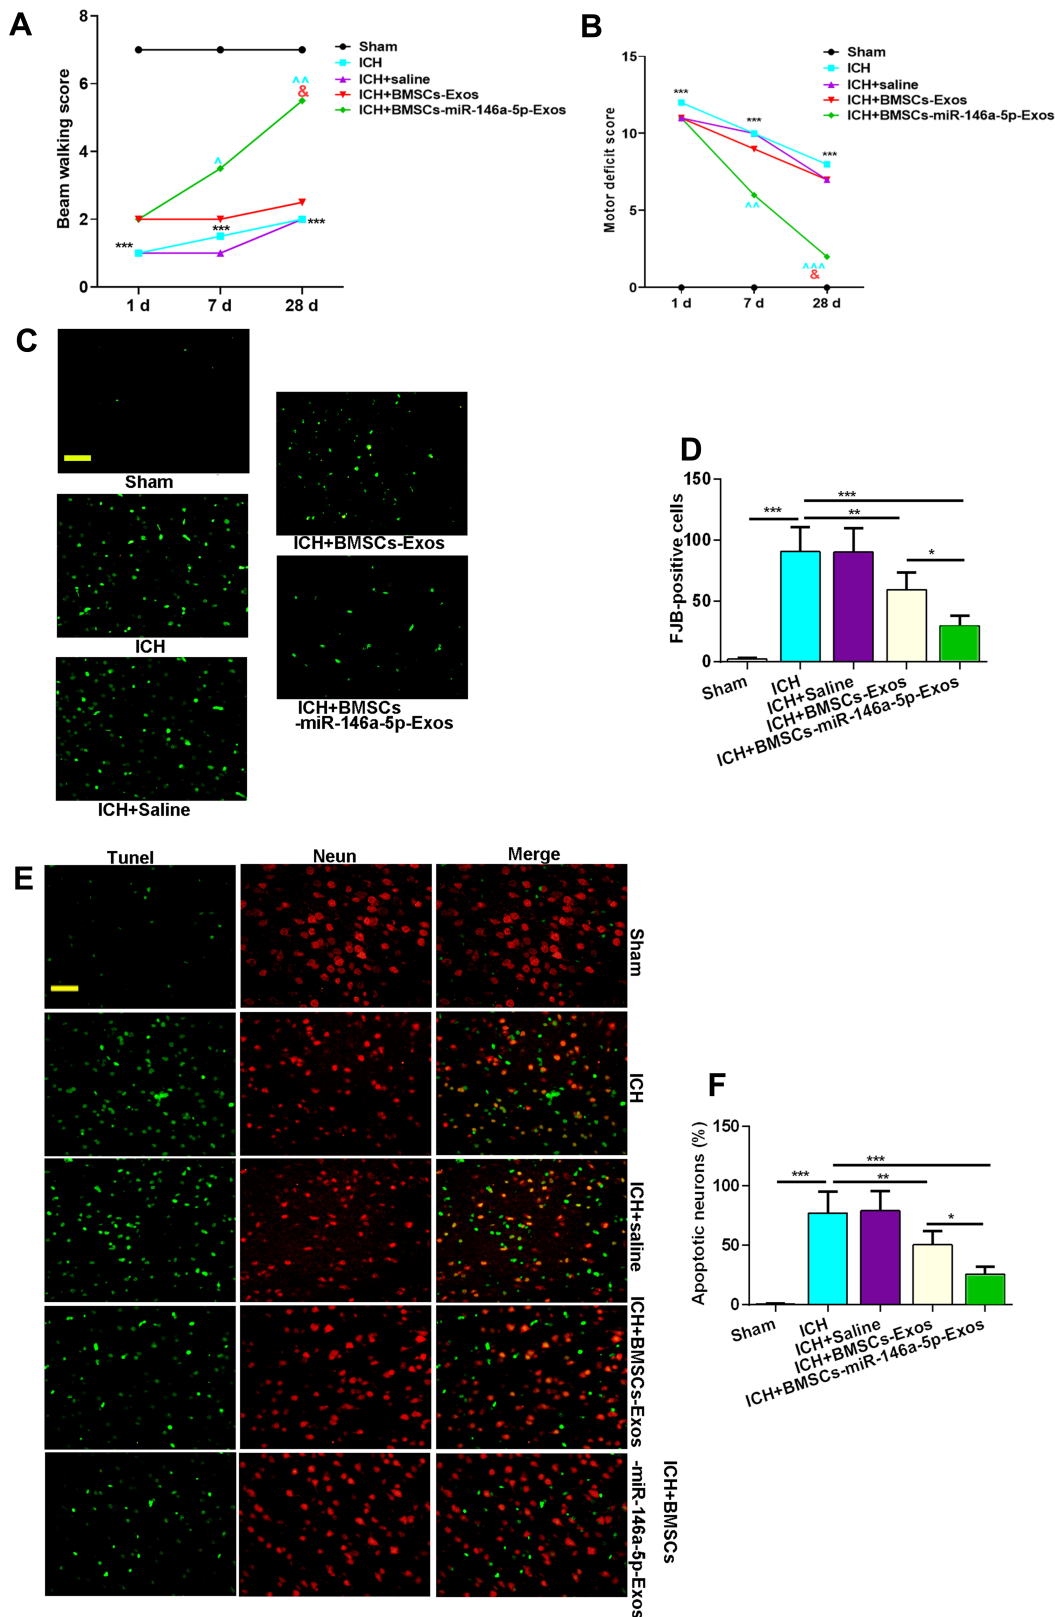 A
Beam walking score
8
6
4
2
0
1 d
7 d
28 d
***
***
***
^
^^
&
Sham
ICH
ICH+saline
ICH+BMSCs-Exos
ICH+BMSCs-miR-146a-5p-Exos
B
Motor deficit score
15
10
5
0
1 d
7 d
28 d
***
***
***
^^
^^^
&
Sham
ICH
ICH+saline
ICH+BMSCs-Exos
ICH+BMSCs-miR-146a-5p-Exos
C
Sham
ICH
ICH+Saline
ICH+BMSCs-Exos
ICH+BMSCs
-miR-146a-5p-Exos
D
FJB-positive cells
150
100
50
0
***
***
**
*
Sham
ICH
ICH+Saline
ICH+BMSCs-Exos
ICH+BMSCs-miR-146a-5p-Exos
E
Tunel
Neun
Merge
Sham
ICH
ICH+saline
ICH+BMSCs-Exos
ICH+BMSCs
-miR-146a-5p-Exos
F
Apoptotic neurons (%)
150
100
50
0
***
***
**
*
Sham
ICH
ICH+Saline
ICH+BMSCs-Exos
ICH+BMSCs-miR-146a-5p-Exos